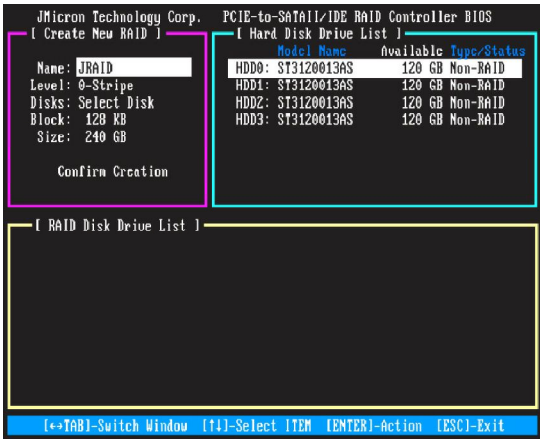 JMicron Technology Corp. PCIE-to-SATAII/IDE RAID Controller BIOS
[ Create New RAID ] [ Hard Disk Drive List ]
Model Name Available Type/Status
Name: JRAID HDD0: ST3120013AS 120 GB Non-RAID
Level: 0-Stripe HDD1: ST3120013AS 120 GB Non-RAID
Disks: Select Disk HDD2: ST3120013AS 120 GB Non-RAID
Block: 128 KB HDD3: ST3120013AS 120 GB Non-RAID
Size: 240 GB
Confirm Creation
[ RAID Disk Drive List ]
[↔TAB]-Switch Window [↑↓]-Select ITEM [ENTER]-Action [ESC]-Exit